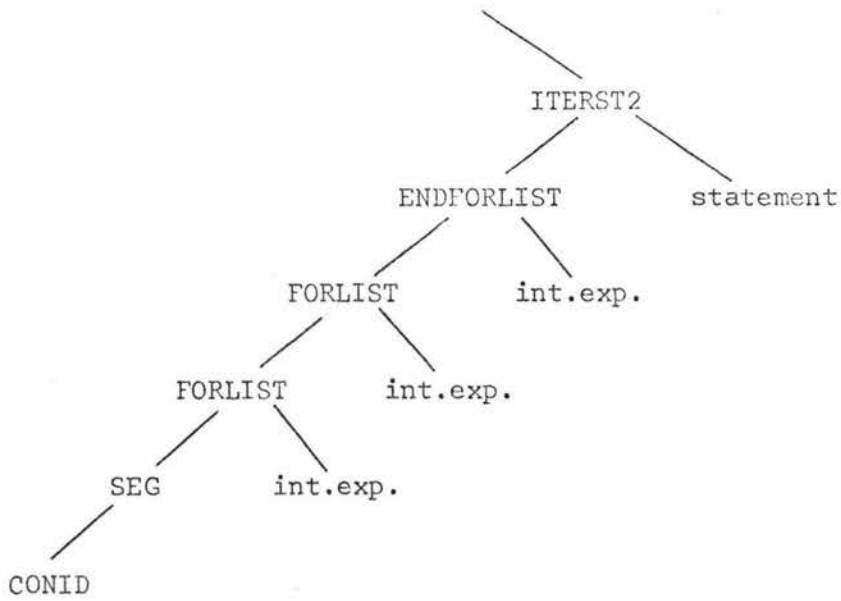 ITERST2
ENDFORLIST statement
FORLIST int.exp.
FORLIST int.exp.
SEG int.exp.
CONID